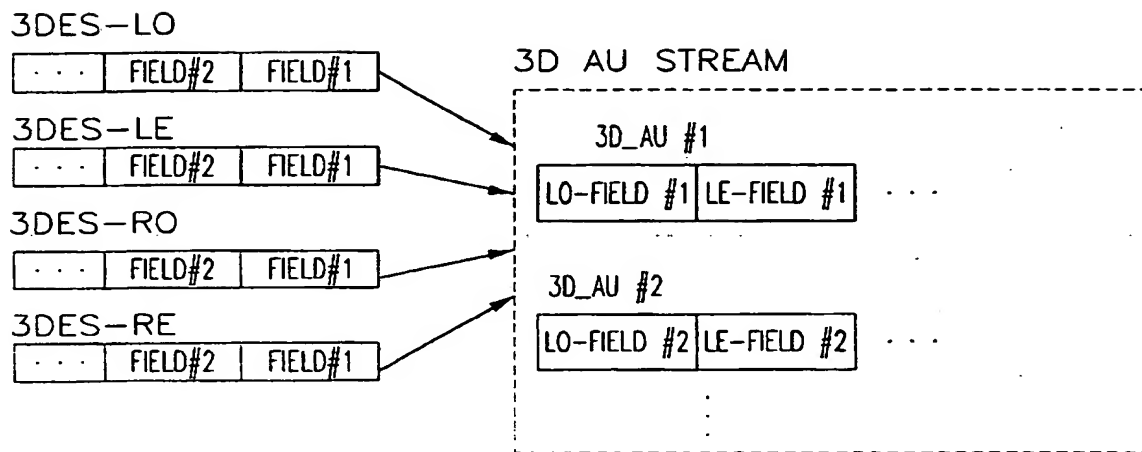 3DES-LO
· · · FIELD#2 FIELD#1
3DES-LE
· · · FIELD#2 FIELD#1
3DES-RO
· · · FIELD#2 FIELD#1
3DES-RE
· · · FIELD#2 FIELD#1
3D AU STREAM
3D_AU #1
LO-FIELD #1 LE-FIELD #1 · · ·
3D_AU #2
LO-FIELD #2 LE-FIELD #2 · · ·